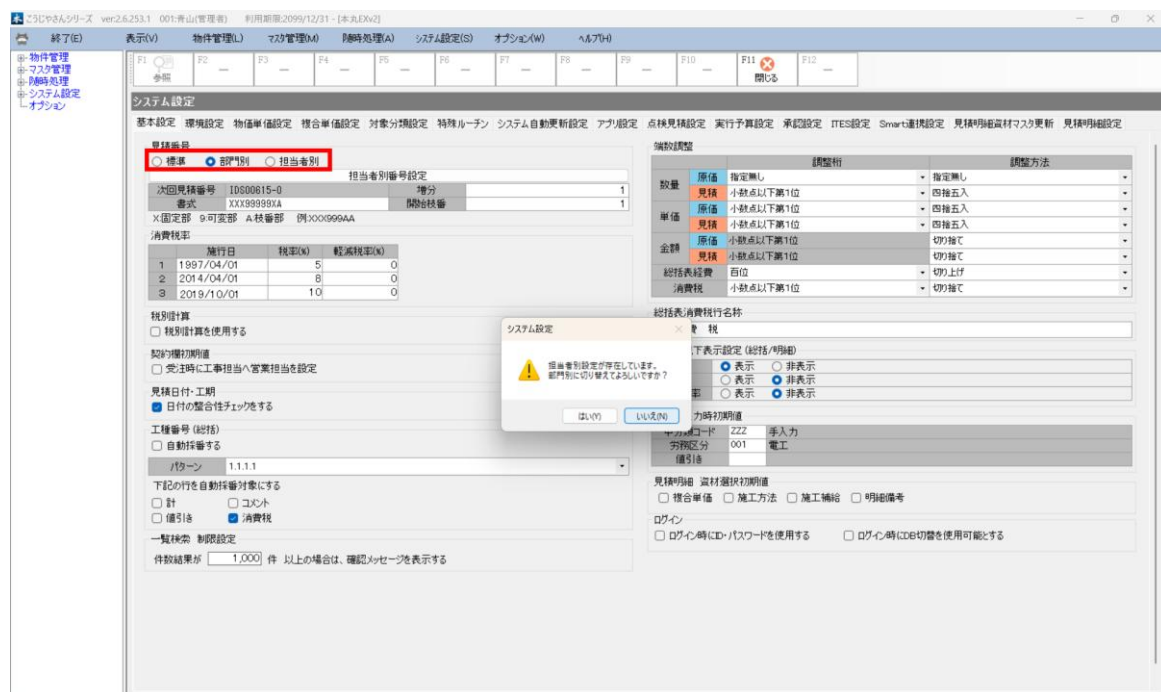 こうじやさんシリーズ ver:2.6.253.1 001:青山(管理者) 利用期限:2099/12/31 - [本丸EXv2]
終了(E) 表示(V) 物件管理(L) マスタ管理(M) 随時処理(A) システム設定(S) オプション(W) ヘルプ(H)
物件管理
マスタ管理
随時処理
システム設定
オプション
F1 参照 F2 F3 F4 F5 F6 F7 F8 F9 F10 F11 閉じる F12
システム設定
基本設定 環境設定 物価単価設定 複合単価設定 対象分類設定 特殊ルーチン システム自動更新設定 アプリ設定 点検見積設定 実行予算設定 承認設定 ITES設定 Smart連携設定 見積明細資材マスタ更新 見積明細設定
見積番号
標準 部門別 担当者別
担当者別番号設定
次回見積番号 IDS00615-0 増分 1
書式 XXX99999XA 開始枝番 1
X:固定部 9:可変部 A:枝番部 例:XXX999AA
消費税率
施行日 税率(%) 軽減税率(%)
1 1997/04/01 5 0
2 2014/04/01 8 0
3 2019/10/01 10 0
税別計算
税別計算を使用する
契約欄初期値
受注時に工事担当へ営業担当を設定
見積日付・工期
日付の整合性チェックをする
工種番号(総括)
自動採番する
パターン 1.1.1.1
下記の行を自動採番対象にする
計 コメント
値引き 消費税
一覧検索 制限設定
件数結果が 1,000 件 以上の場合は、確認メッセージを表示する
端数調整
調整桁 調整方法
数量 原価 指定無し 指定無し
見積 小数点以下第1位 四捨五入
単価 原価 小数点以下第1位 四捨五入
見積 小数点以下第1位 四捨五入
金額 原価 小数点以下第1位 切り捨て
見積 小数点以下第1位 切り捨て
総括表経費 百位 切り上げ
消費税 小数点以下第1位 切り捨て
総括表消費税行名称
税
下表示設定(総括/明細)
表示 非表示
表示 非表示
率 表示 非表示
力時初期値
中分類コード ZZZ 手入力
労務区分 001 電工
値引き
見積明細 資材選択初期値
複合単価 施工方法 施工補給 明細備考
ログイン
ログイン時にID・パスワードを使用する ログイン時にDB切替を使用可能とする
システム設定
担当者別設定が存在しています。
部門別に切り替えてよろしいですか?
はい(Y) いいえ(N)